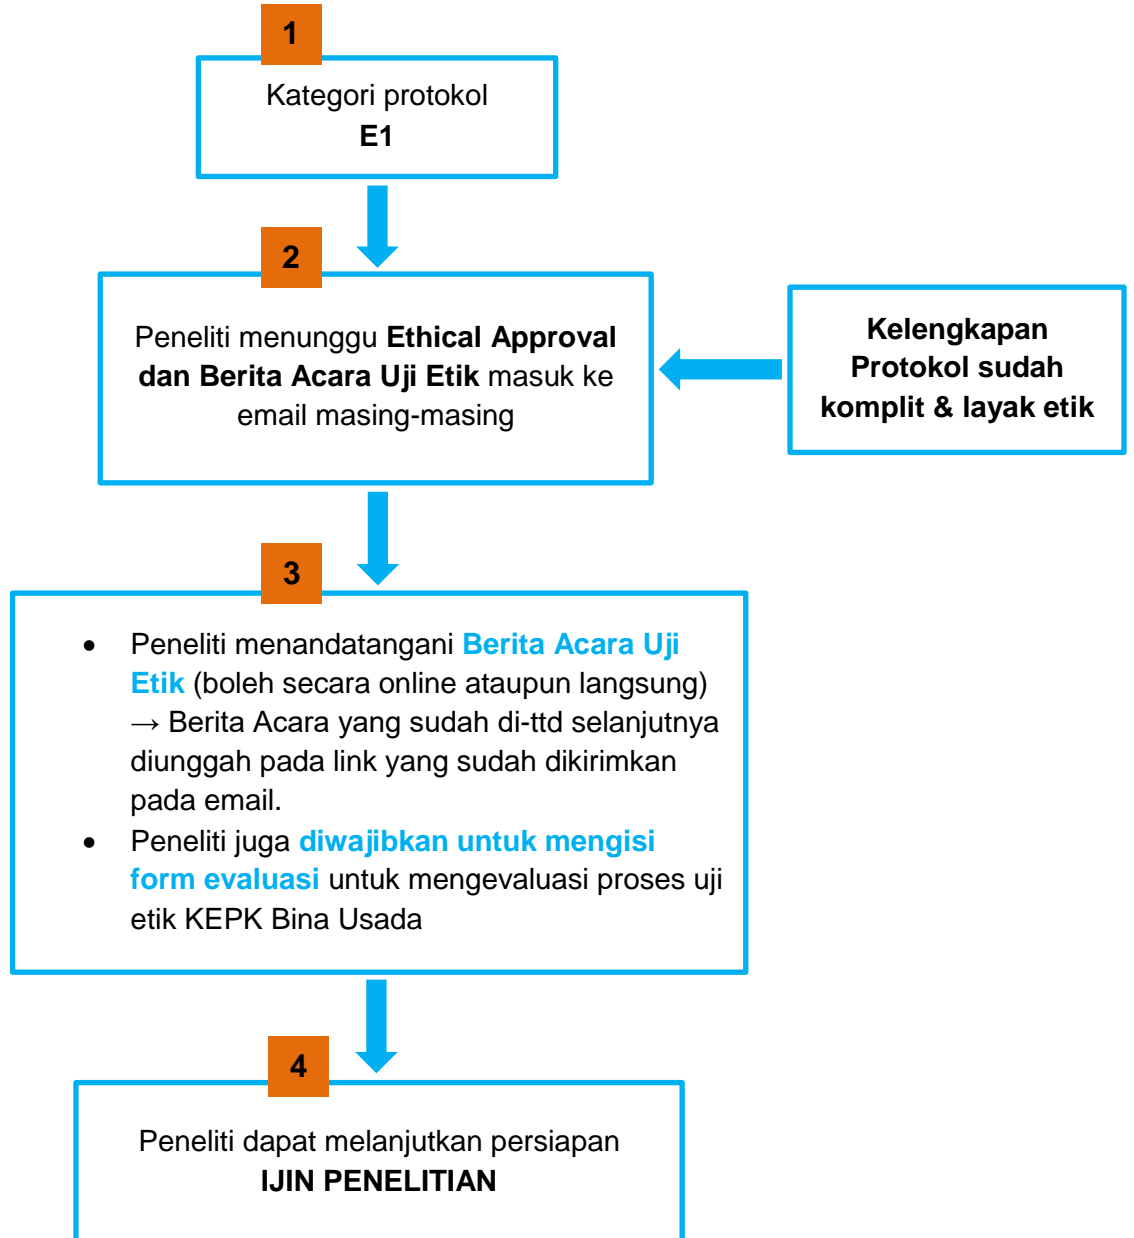 1
Kategori protokol
E1
2
Peneliti menunggu Ethical Approval
dan Berita Acara Uji Etik masuk ke
email masing-masing
Kelengkapan
Protokol sudah
komplit & layak etik
3
• Peneliti menandatangani Berita Acara Uji
Etik (boleh secara online ataupun langsung)
→ Berita Acara yang sudah di-ttd selanjutnya
diunggah pada link yang sudah dikirimkan
pada email.
• Peneliti juga diwajibkan untuk mengisi
form evaluasi untuk mengevaluasi proses uji
etik KEPK Bina Usada
4
Peneliti dapat melanjutkan persiapan
IJIN PENELITIAN